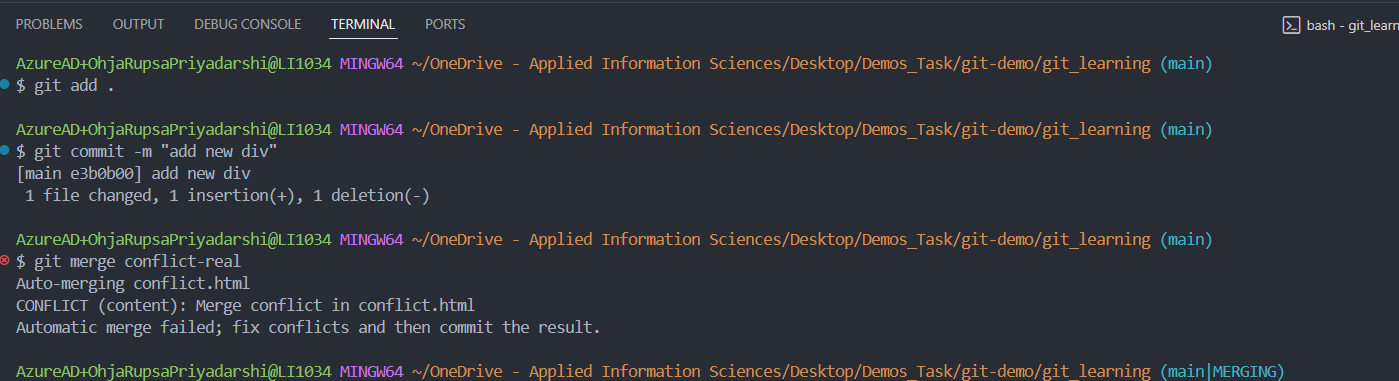 PROBLEMS OUTPUT DEBUG CONSOLE TERMINAL PORTS bash - git_learn
AzureAD+OhjaRupsaPriyadarshi@LI1034 MINGW64 ~/OneDrive - Applied Information Sciences/Desktop/Demos_Task/git-demo/git_learning (main)
$ git add .
AzureAD+OhjaRupsaPriyadarshi@LI1034 MINGW64 ~/OneDrive - Applied Information Sciences/Desktop/Demos_Task/git-demo/git_learning (main)
$ git commit -m "add new div"
[main e3b0b00] add new div
 1 file changed, 1 insertion(+), 1 deletion(-)
AzureAD+OhjaRupsaPriyadarshi@LI1034 MINGW64 ~/OneDrive - Applied Information Sciences/Desktop/Demos_Task/git-demo/git_learning (main)
$ git merge conflict-real
Auto-merging conflict.html
CONFLICT (content): Merge conflict in conflict.html
Automatic merge failed; fix conflicts and then commit the result.
AzureAD+OhjaRupsaPriyadarshi@LI1034 MINGW64 ~/OneDrive - Applied Information Sciences/Desktop/Demos_Task/git-demo/git_learning (main|MERGING)